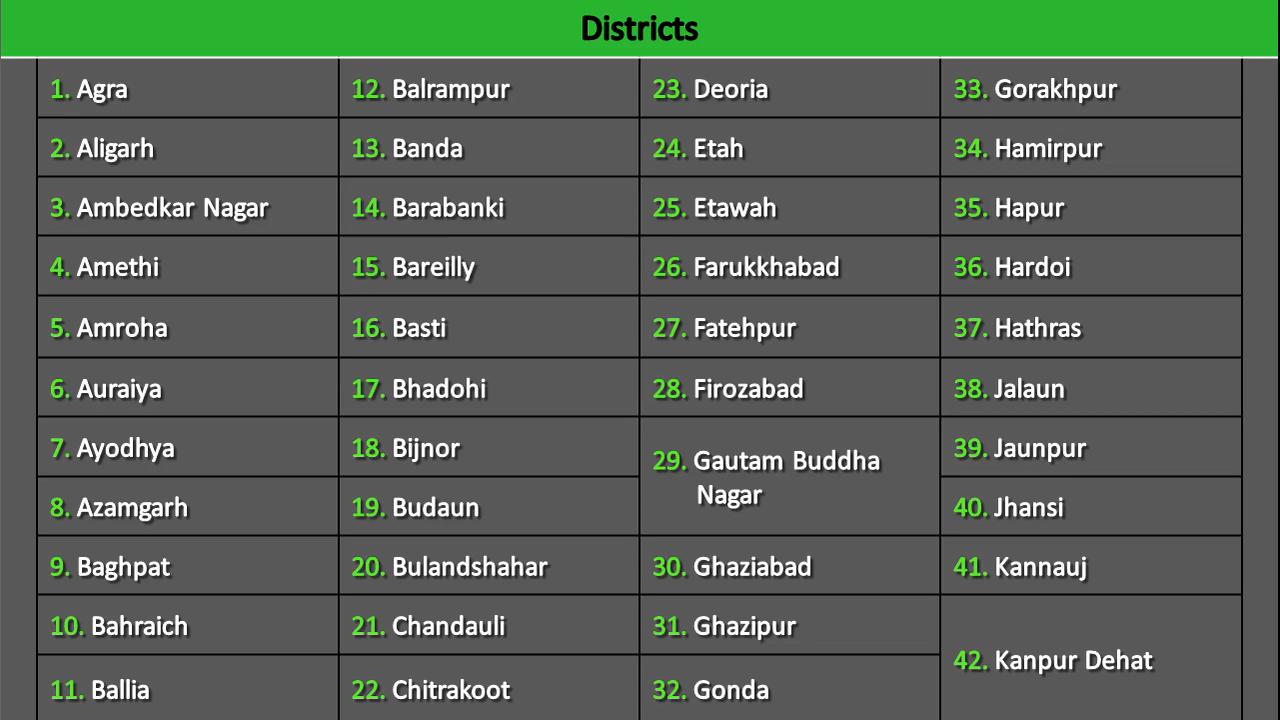 Districts
1. Agra
2. Aligarh
3. Ambedkar Nagar
4. Amethi
5. Amroha
6. Auraiya
7. Ayodhya
8. Azamgarh
9. Baghpat
10. Bahraich
11. Ballia
12. Balrampur
13. Banda
14. Barabanki
15. Bareilly
16. Basti
17. Bhadohi
18. Bijnor
19. Budaun
20. Bulandshahar
21. Chandauli
22. Chitrakoot
23. Deoria
24. Etah
25. Etawah
26. Farukkhabad
27. Fatehpur
28. Firozabad
29. Gautam Buddha
Nagar
30. Ghaziabad
31. Ghazipur
32. Gonda
33. Gorakhpur
34. Hamirpur
35. Hapur
36. Hardoi
37. Hathras
38. Jalaun
39. Jaunpur
40. Jhansi
41. Kannauj
42. Kanpur Dehat